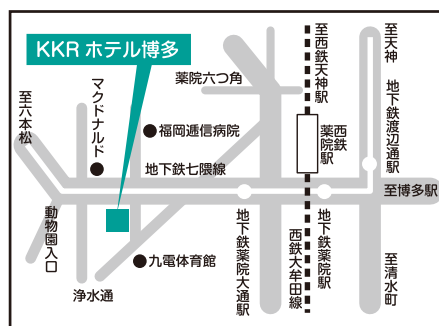 KKR ホテル博多
至六本松
マクドナルド
薬院六つ角
至西鉄天神駅
至天神
地下鉄渡辺通駅
福岡逓信病院
西鉄
薬院駅
地下鉄七隈線
至博多駅
動物園入口
浄水通
九電体育館
地下鉄薬院大通駅
西鉄大牟田線
地下鉄薬院駅
至清水町